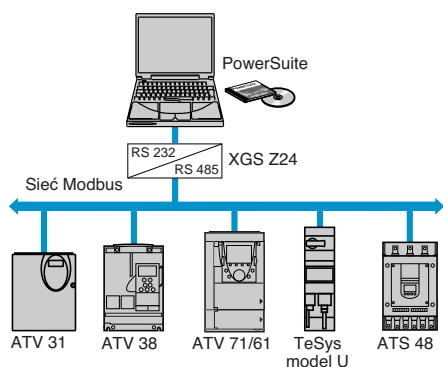 PowerSuite
RS 232
RS 485
XGS Z24
Sieć Modbus
ATV 31
ATV 38
ATV 71/61
TeSys
model U
ATS 48